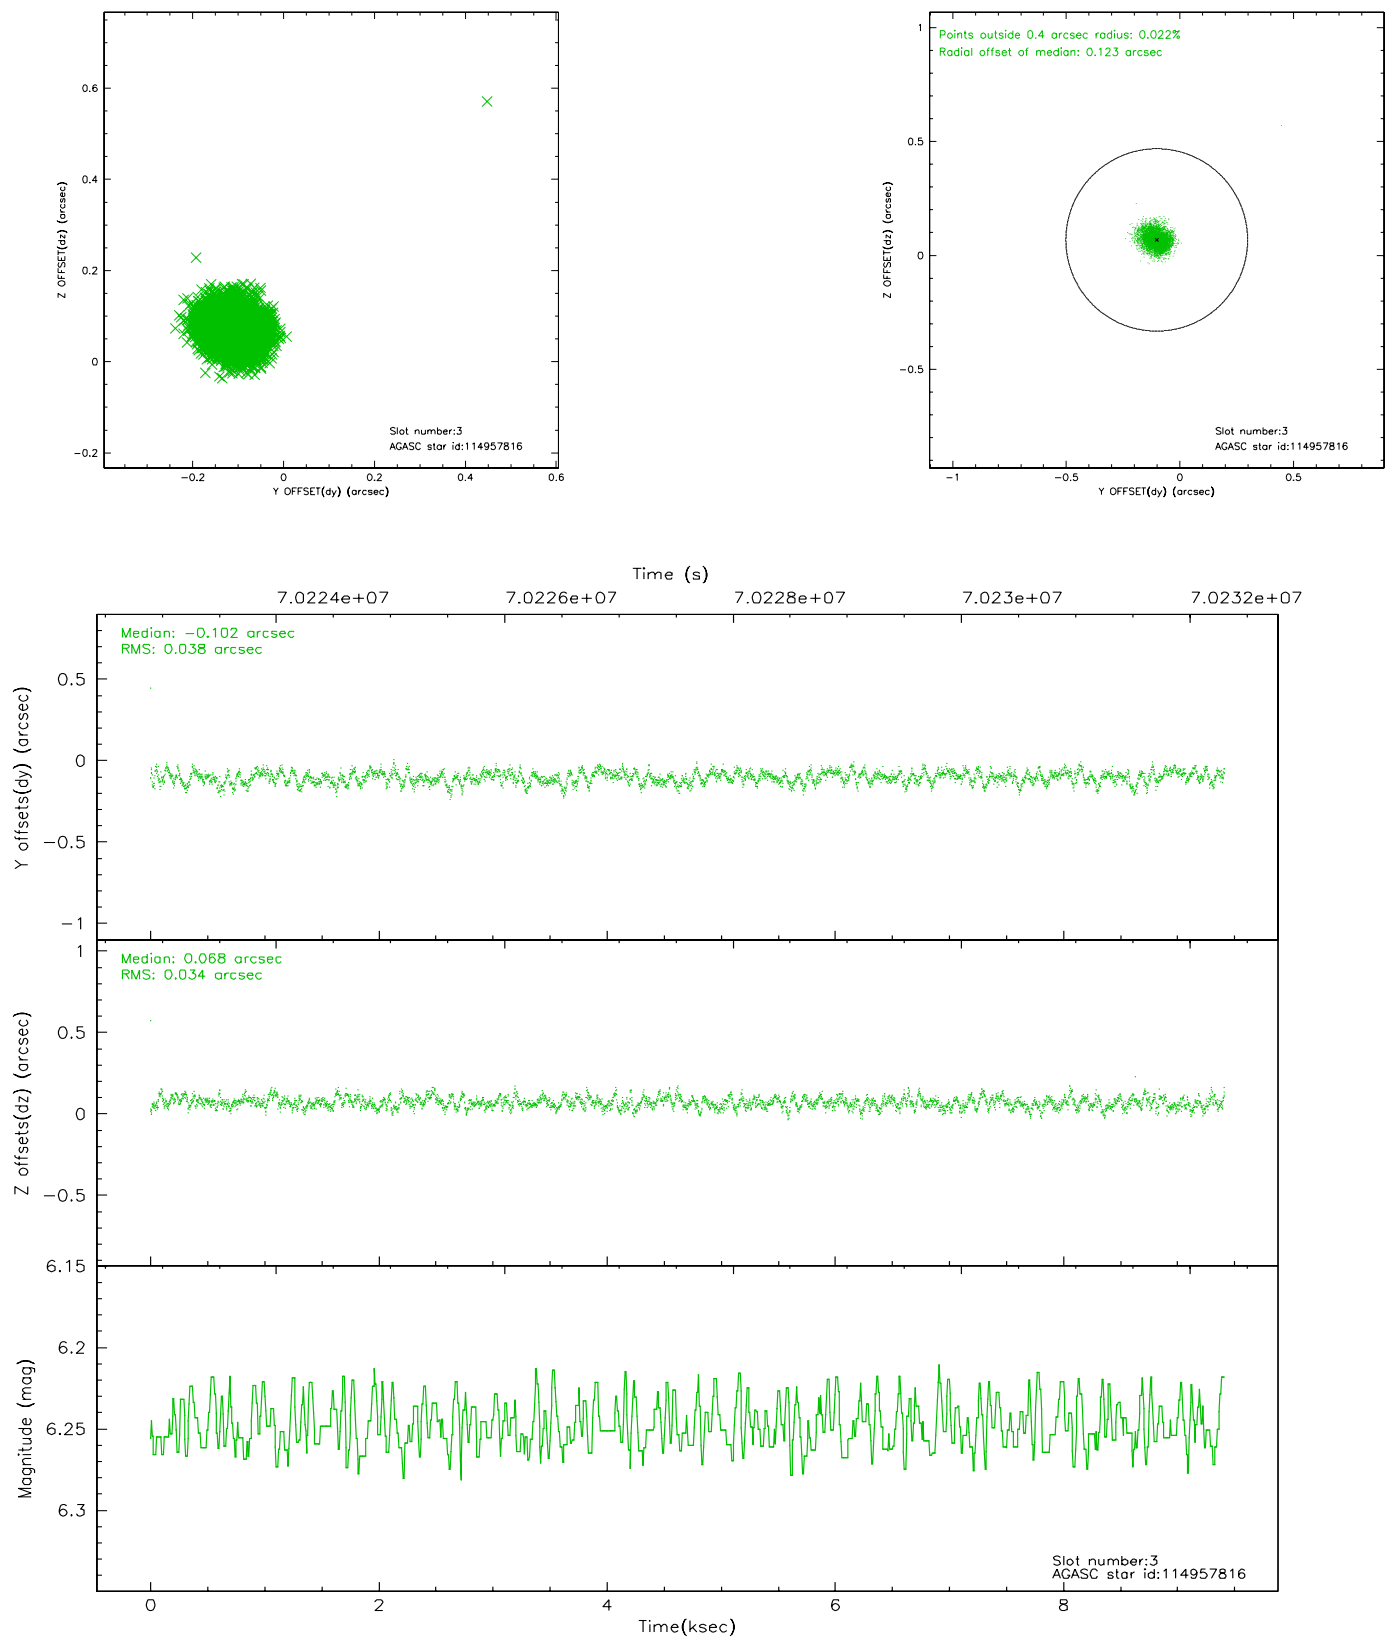 0.6
0.4
0.2
0
−0.2
−0.2
0
0.2
0.4
0.6
Z OFFSET(dz) (arcsec)
Y OFFSET(dy) (arcsec)
Slot number:3
AGASC star id:114957816
Points outside 0.4 arcsec radius: 0.022%
Radial offset of median: 0.123 arcsec
1
0.5
0
−0.5
−1
−0.5
0
0.5
Z OFFSET(dz) (arcsec)
Y OFFSET(dy) (arcsec)
Slot number:3
AGASC star id:114957816
Time (s)
7.0224e+07
7.0226e+07
7.0228e+07
7.023e+07
7.0232e+07
Median: −0.102 arcsec
RMS: 0.038 arcsec
0.5
0
−0.5
−1
Y offsets(dy) (arcsec)
Median: 0.068 arcsec
RMS: 0.034 arcsec
1
0.5
0
−0.5
Z offsets(dz) (arcsec)
6.15
6.2
6.25
6.3
Magnitude (mag)
Slot number:3
AGASC star id:114957816
0
2
4
6
8
Time(ksec)